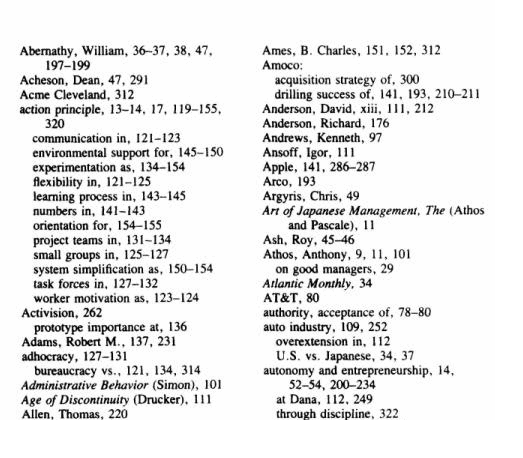 Abernathy, William, 36–37, 38, 47,
197–199
Acheson, Dean, 47, 291
Acme Cleveland, 312
action principle, 13–14, 17, 119–155,
320
communication in, 121–123
environmental support for, 145–150
experimentation as, 134–154
flexibility in, 121–125
learning process in, 143–145
numbers in, 141–143
orientation for, 154–155
project teams in, 131–134
small groups in, 125–127
system simplification as, 150–154
task forces in, 127–132
worker motivation as, 123–124
Activision, 262
prototype importance at, 136
Adams, Robert M., 137, 231
adhocracy, 127–131
bureaucracy vs., 121, 134, 314
Administrative Behavior (Simon), 101
Age of Discontinuity (Drucker), 111
Allen, Thomas, 220
Ames, B. Charles, 151, 152, 312
Amoco:
acquisition strategy of, 300
drilling success of, 141, 193, 210–211
Anderson, David, xiii, 111, 212
Anderson, Richard, 176
Andrews, Kenneth, 97
Ansoff, Igor, 111
Apple, 141, 286–287
Arco, 193
Argyris, Chris, 49
Art of Japanese Management, The (Athos
and Pascale), 11
Ash, Roy, 45–46
Athos, Anthony, 9, 11, 101
on good managers, 29
Atlantic Monthly, 34
AT&T, 80
authority, acceptance of, 78–80
auto industry, 109, 252
overextension in, 112
U.S. vs. Japanese, 34, 37
autonomy and entrepreneurship, 14,
52–54, 200–234
at Dana, 112, 249
through discipline, 322